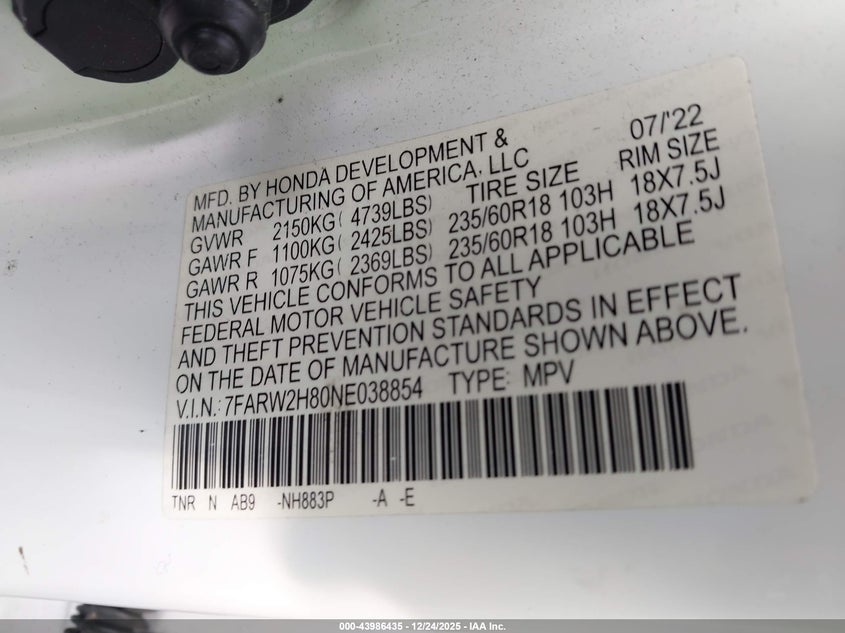 MFD. BY HONDA DEVELOPMENT & 07/'22
MANUFACTURING OF AMERICA, LLC TIRE SIZE RIM SIZE
GVWR 2150KG( 4739LBS)
GAWR F 1100KG( 2425LBS) 235/60R18 103H 18X7.5J
GAWR R 1075KG( 2369LBS) 235/60R18 103H 18X7.5J
THIS VEHICLE CONFORMS TO ALL APPLICABLE
FEDERAL MOTOR VEHICLE SAFETY
AND THEFT PREVENTION STANDARDS IN EFFECT
ON THE DATE OF MANUFACTURE SHOWN ABOVE.
V.I.N.: 7FARW2H80NE038854 TYPE: MPV
TNR N AB9 -NH883P -A -E
000-43986435 - 12/24/2025 - IAA Inc.